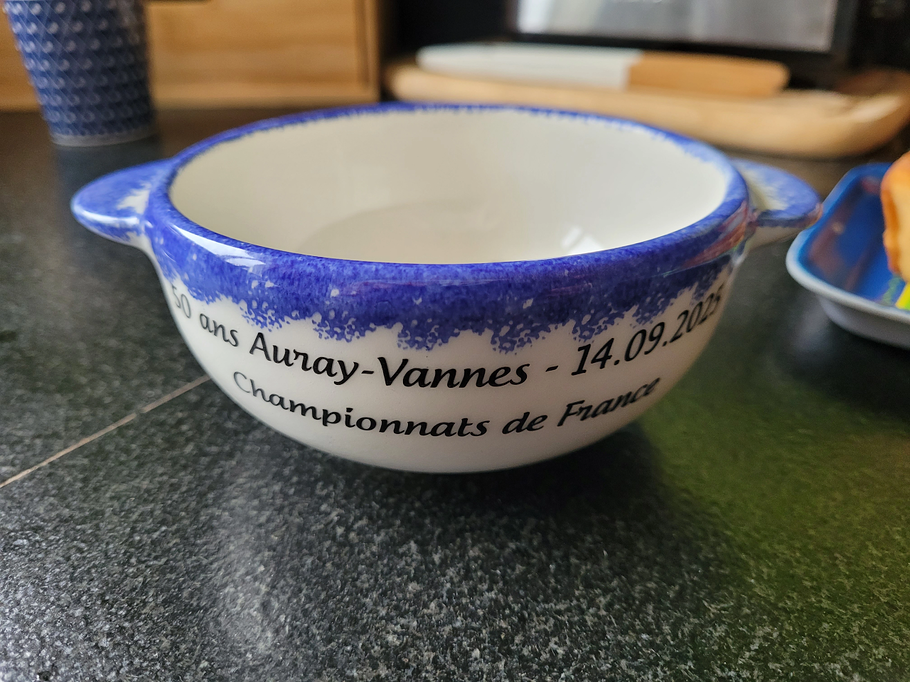 50 ans Auray-Vannes - 14.09.2025
Championnats de France